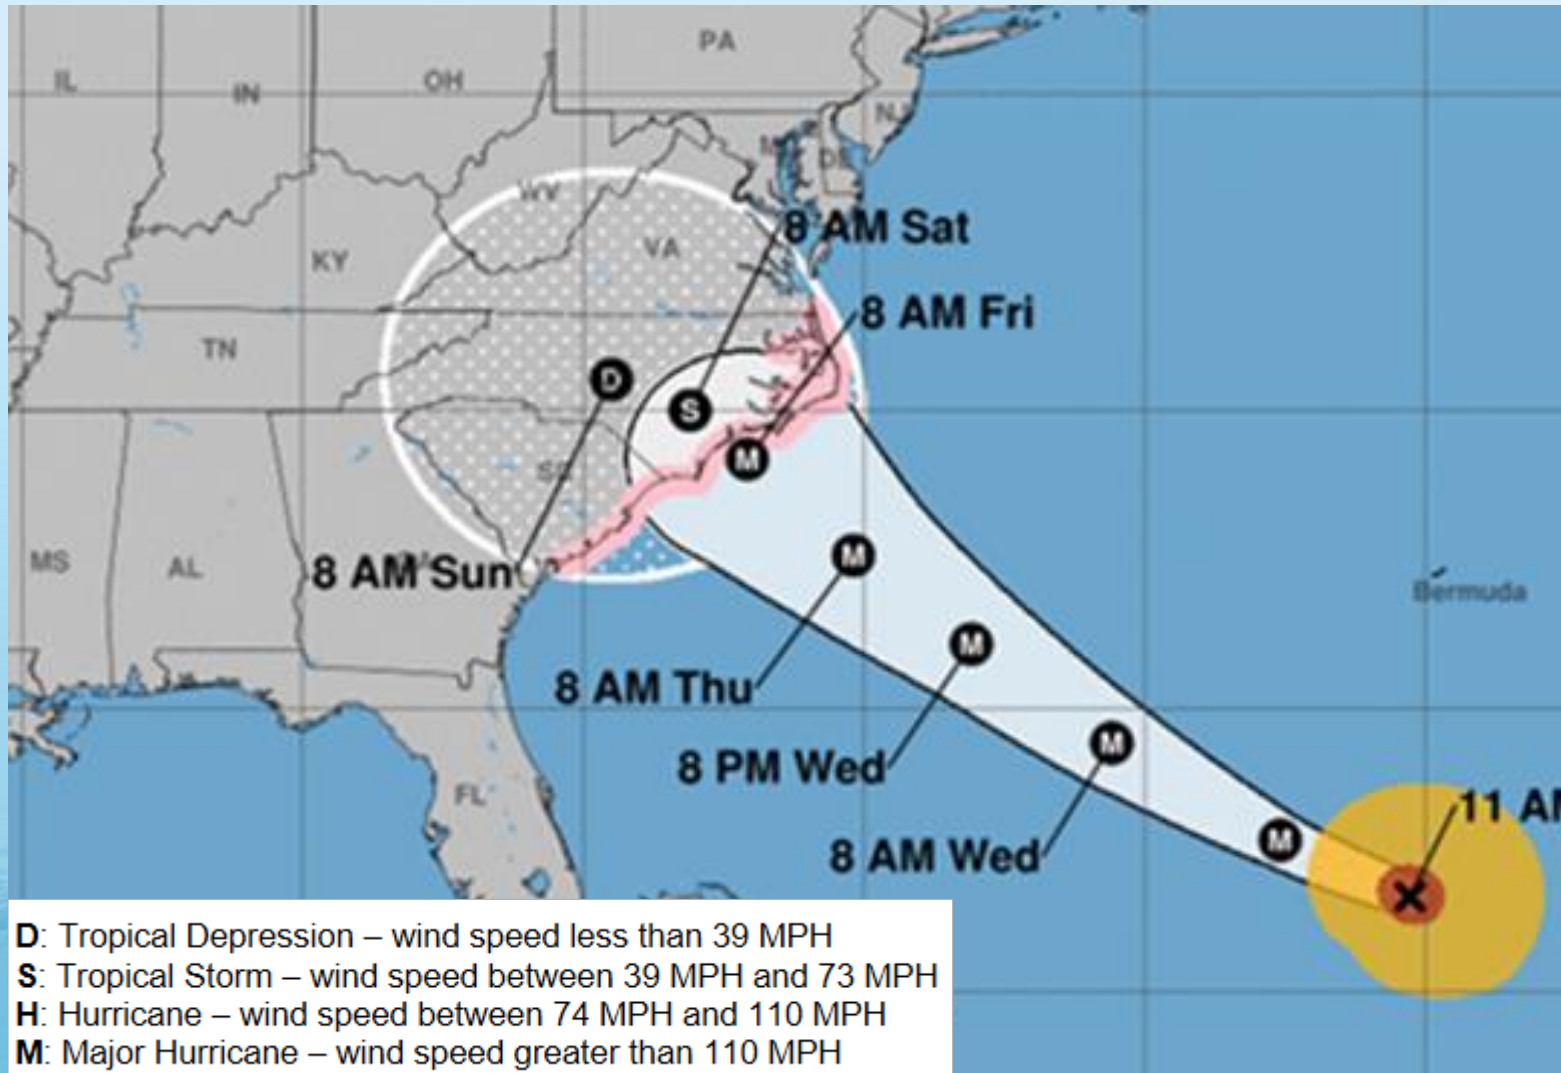 PA
IL
IN
OH
NJ
M
DE
WV
8 AM Sat
VA
KY
8 AM Fri
TN
D
S
M
SC
MS
AL
8 AM Sun
M
Bermuda
M
8 AM Thu
M
8 PM Wed
FL
11 AM
8 AM Wed
M
D: Tropical Depression – wind speed less than 39 MPH
S: Tropical Storm – wind speed between 39 MPH and 73 MPH
H: Hurricane – wind speed between 74 MPH and 110 MPH
M: Major Hurricane – wind speed greater than 110 MPH